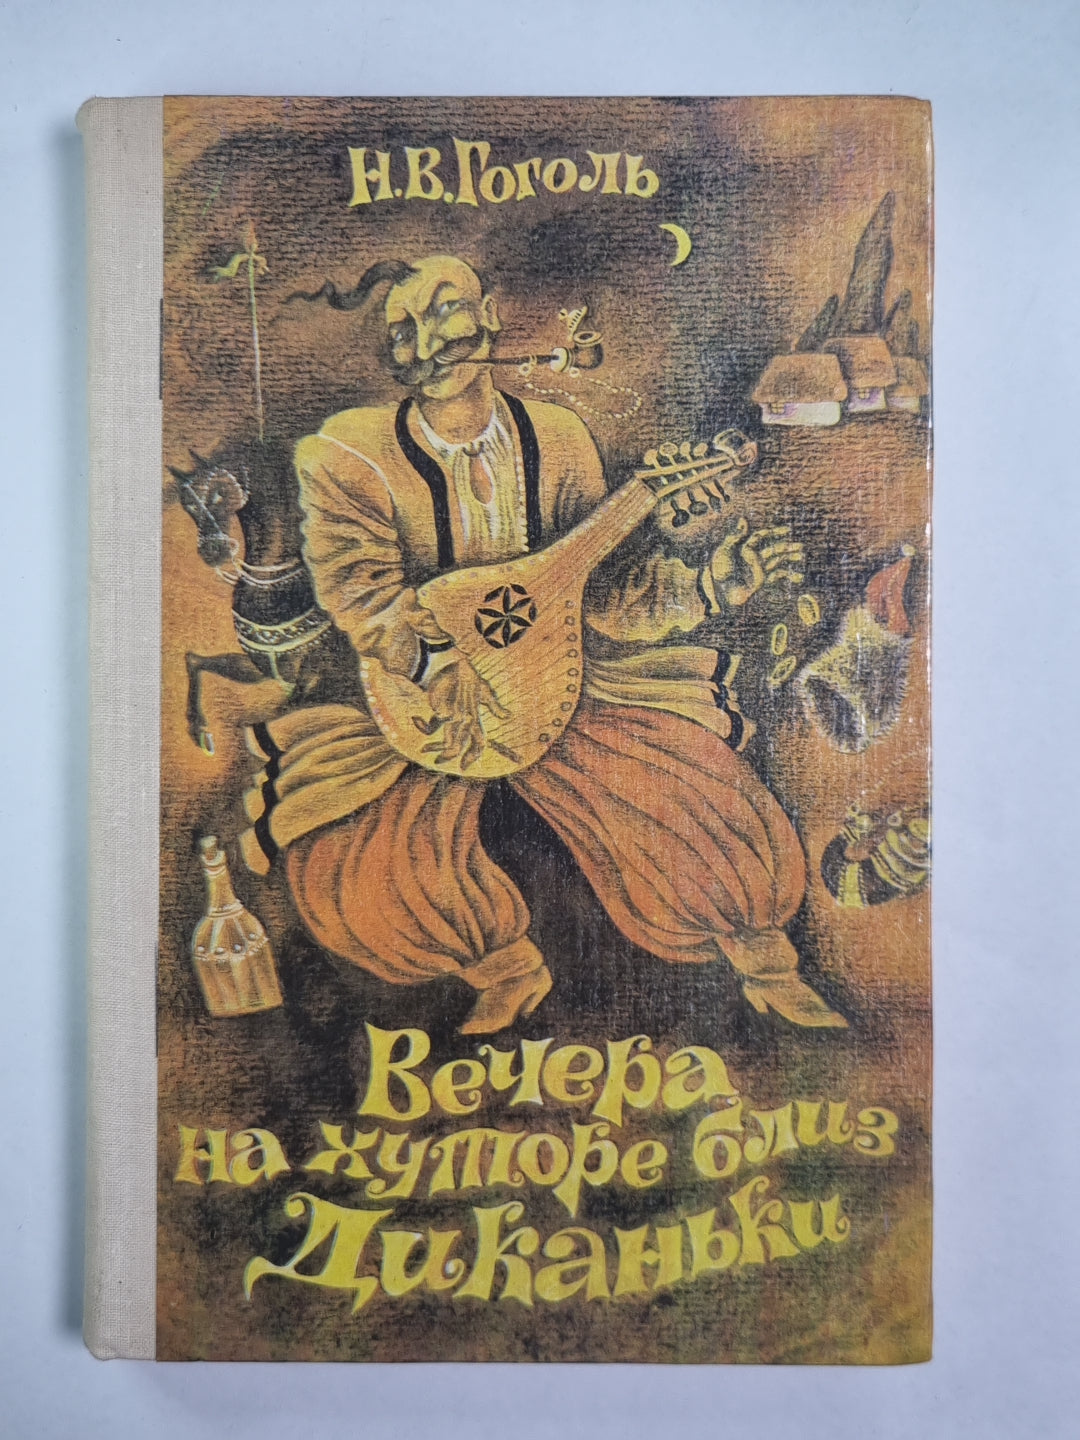 Н.В.Гоголь
Вечера
на хуторе близ
Диканьки